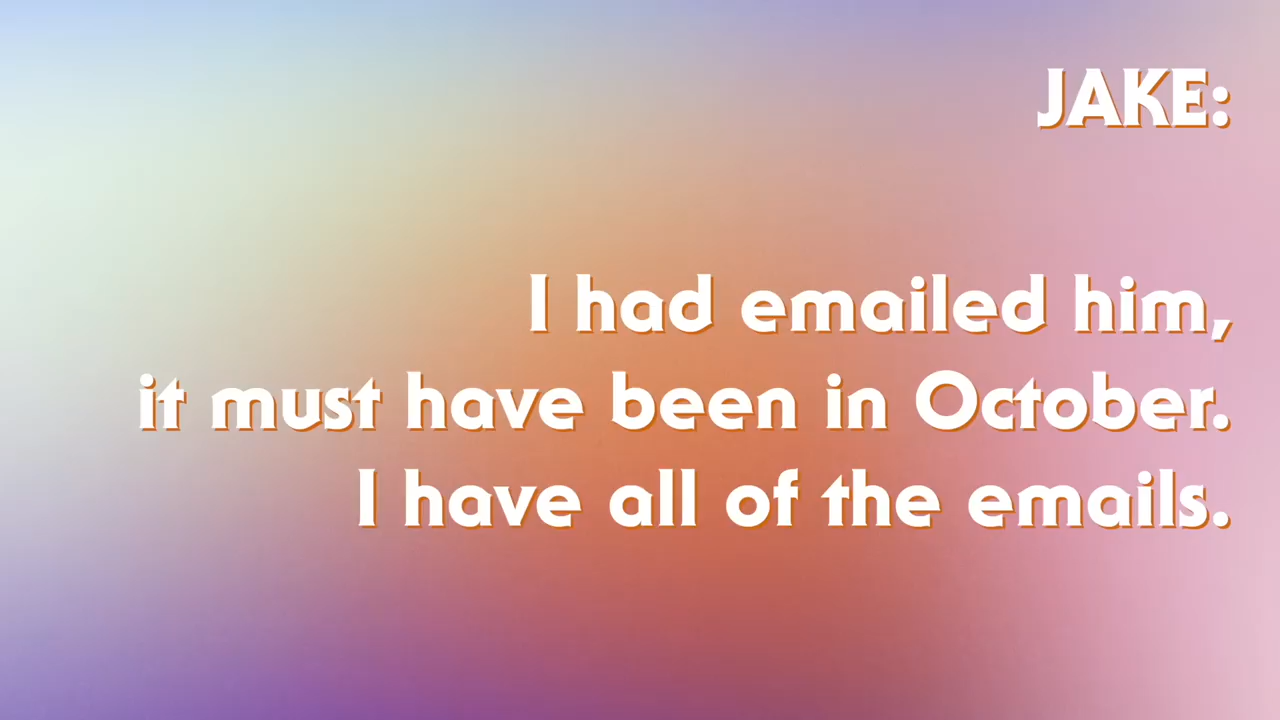 JAKE:
I had emailed him,
it must have been in October.
I have all of the emails.